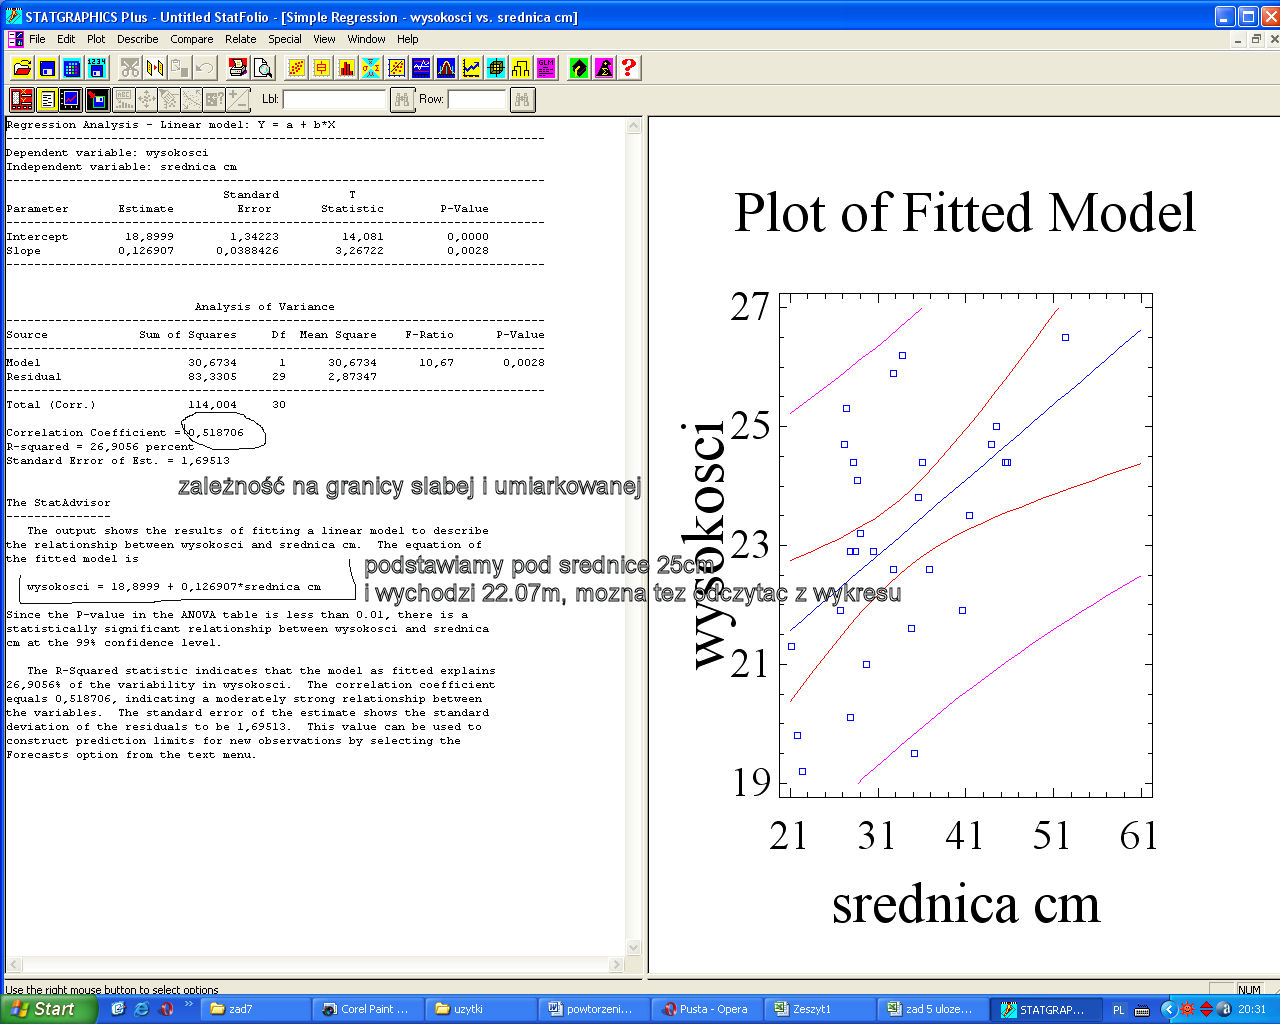 STATGRAPHICS Plus - Untitled StatFolio - [Simple Regression - wysokosci vs. srednica cm]
File Edit Plot Describe Compare Relate Special View Window Help
1234
GLM
Lbl: Row:
Regression Analysis - Linear model: Y = a + b*X
Dependent variable: wysokosci
Independent variable: srednica cm
Standard T
Parameter Estimate Error Statistic P-Value
Intercept 18,8999 1,34223 14,081 0,0000
Slope 0,126907 0,0388426 3,26722 0,0028
Analysis of Variance
Source Sum of Squares Df Mean Square F-Ratio P-Value
Model 30,6734 1 30,6734 10,67 0,0028
Residual 83,3305 29 2,87347
Total (Corr.) 114,004 30
Correlation Coefficient = 0,518706
R-squared = 26,9056 percent
Standard Error of Est. = 1,69513
zależność na granicy slabej i umiarkowanej
The StatAdvisor
The output shows the results of fitting a linear model to describe
the relationship between wysokosci and srednica cm. The equation of
the fitted model is
podstawiamy pod srednice 25cm
i wychodzi 22.07m, mozna tez odczytac z wykresu
wysokosci = 18,8999 + 0,126907*srednica cm
Since the P-value in the ANOVA table is less than 0.01, there is a
statistically significant relationship between wysokosci and srednica
cm at the 99% confidence level.
The R-Squared statistic indicates that the model as fitted explains
26,9056% of the variability in wysokosci. The correlation coefficient
equals 0,518706, indicating a moderately strong relationship between
the variables. The standard error of the estimate shows the standard
deviation of the residuals to be 1,69513. This value can be used to
construct prediction limits for new observations by selecting the
Forecasts option from the text menu.
Plot of Fitted Model
27
25
23
21
19
wysokosci
21 31 41 51 61
srednica cm
Use the right mouse button to select options
NUM
Start zad7 Corel Paint ... uzytki powtorzeni... Pusta - Opera Zeszyt1 zad 5 uloze... STATGRAP... PL 20:31